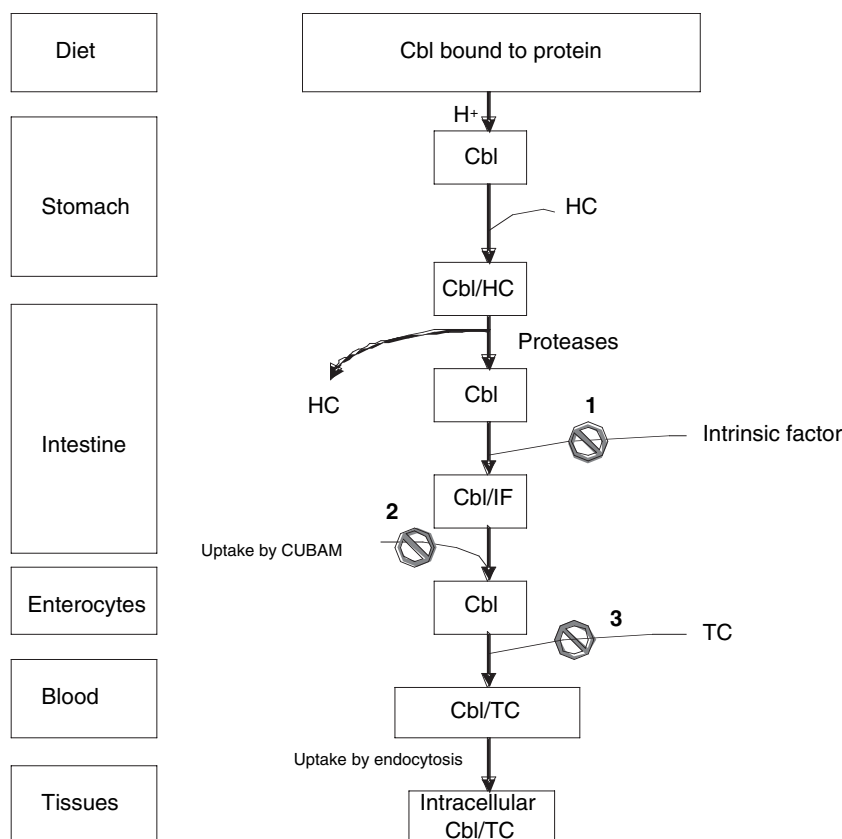 Diet
Cbl bound to protein
H+
Cbl
Stomach
HC
Cbl/HC
Proteases
Cbl
HC
1
Intrinsic factor
Intestine
Cbl/IF
2
Uptake by CUBAM
Cbl
Enterocytes
3
TC
Blood
Cbl/TC
Uptake by endocytosis
Tissues
Intracellular
Cbl/TC